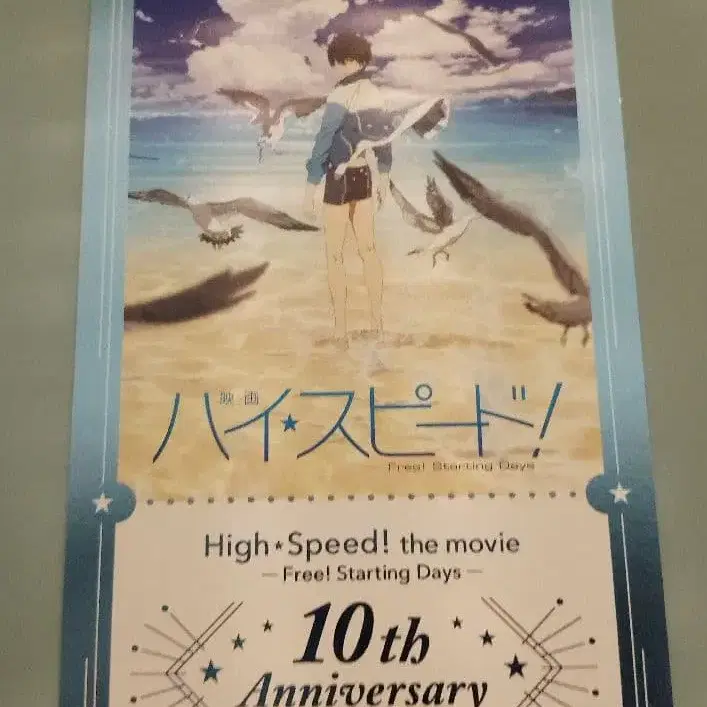 映画
ハイ☆スピード!
Free! Starting Days
High★Speed! the movie
—Free! Starting Days—
10th
Anniversary